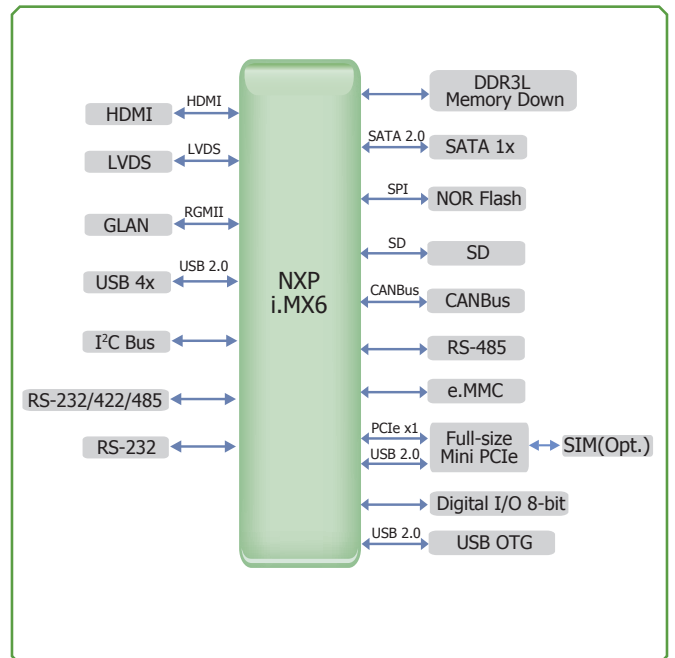 HDMI
HDMI
LVDS
LVDS
GLAN
RGMII
USB 4x
USB 2.0
I²C Bus
RS-232/422/485
RS-232
NXP
i.MX6
DDR3L
Memory Down
SATA 2.0
SATA 1x
SPI
NOR Flash
SD
SD
CANBus
CANBus
RS-485
e.MMC
PCIe x1
USB 2.0
Full-size
Mini PCIe
SIM(Opt.)
Digital I/O 8-bit
USB 2.0
USB OTG